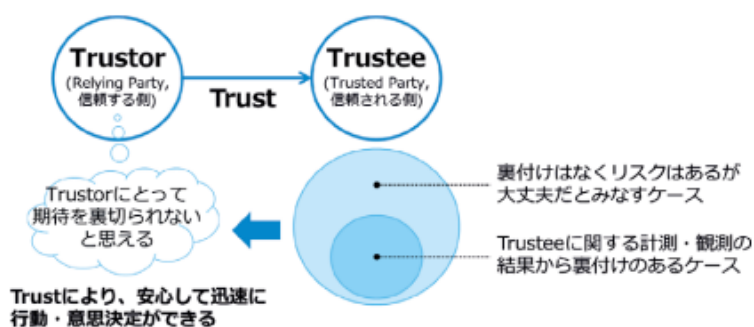 Trustor
(Relying Party,
信頼する側)
Trust
Trustee
(Trusted Party,
信頼される側)
Trustorにとって
期待を裏切られない
と思える
裏付けはなくリスクはあるが
大丈夫だとみなすケース
Trusteeに関する計測・観測の
結果から裏付けのあるケース
Trustにより、安心して迅速に
行動・意思決定ができる